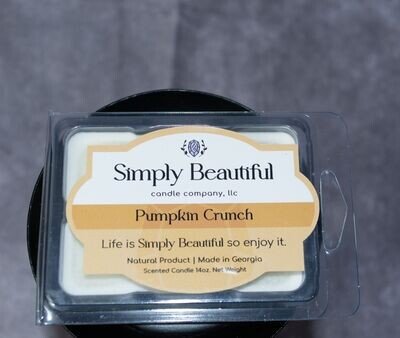 Simply Beautiful
candle company, llc
Pumpkin Crunch
Life is Simply Beautiful so enjoy it.
Natural Product | Made in Georgia
Scented Candle 14oz. Net Weight